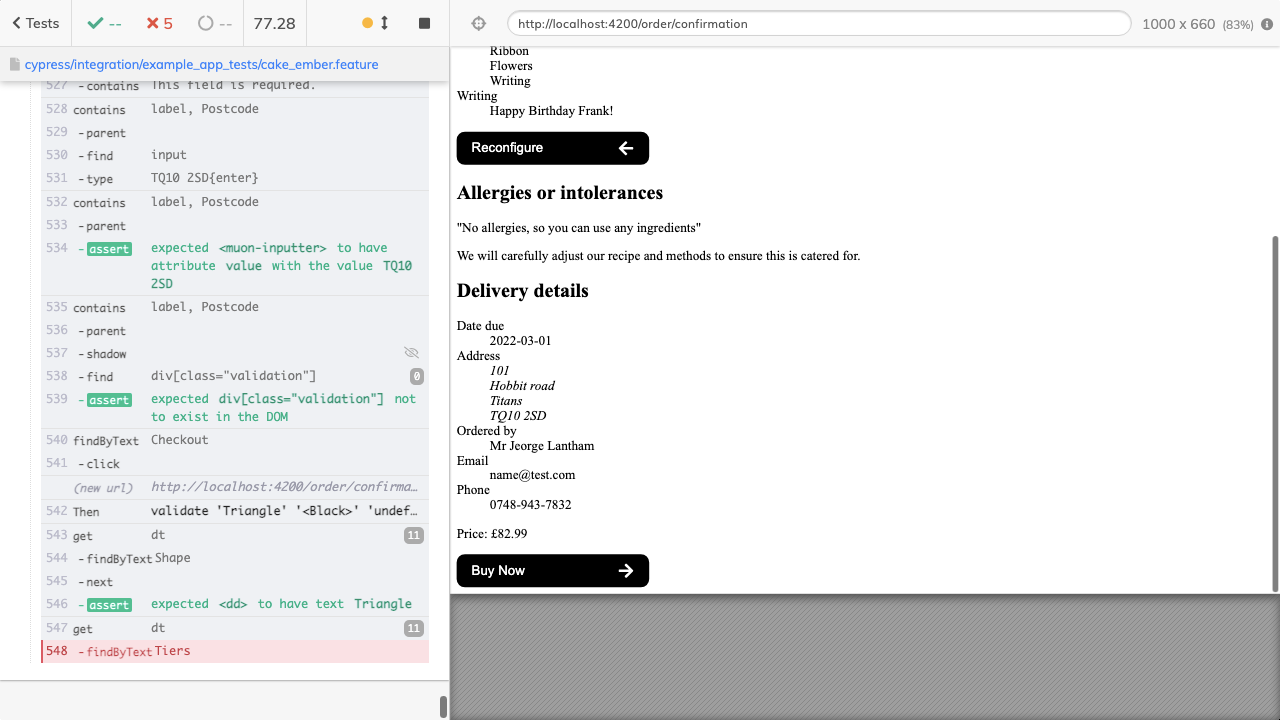 Tests
--
5
--
77.28
http://localhost:4200/order/confirmation
1000 x 660 (83%)
cypress/integration/example_app_tests/cake_ember.feature
527 -contains This field is required.
528 contains label, Postcode
529 -parent
530 -find input
531 -type TQ10 2SD{enter}
532 contains label, Postcode
533 -parent
534 -assert expected <muon-inputter> to have
attribute value with the value TQ10
2SD
535 contains label, Postcode
536 -parent
537 -shadow
538 -find div[class="validation"] 0
539 -assert expected div[class="validation"] not
to exist in the DOM
540 findByText Checkout
541 -click
(new url) http://localhost:4200/order/confirma…
542 Then validate 'Triangle' '<Black>' 'undef…
543 get dt 11
544 -findByText Shape
545 -next
546 -assert expected <dd> to have text Triangle
547 get dt 11
548 -findByText Tiers
Ribbon
Flowers
Writing
Writing
Happy Birthday Frank!
Reconfigure
Allergies or intolerances
"No allergies, so you can use any ingredients"
We will carefully adjust our recipe and methods to ensure this is catered for.
Delivery details
Date due
2022-03-01
Address
101
Hobbit road
Titans
TQ10 2SD
Ordered by
Mr Jeorge Lantham
Email
name@test.com
Phone
0748-943-7832
Price: £82.99
Buy Now